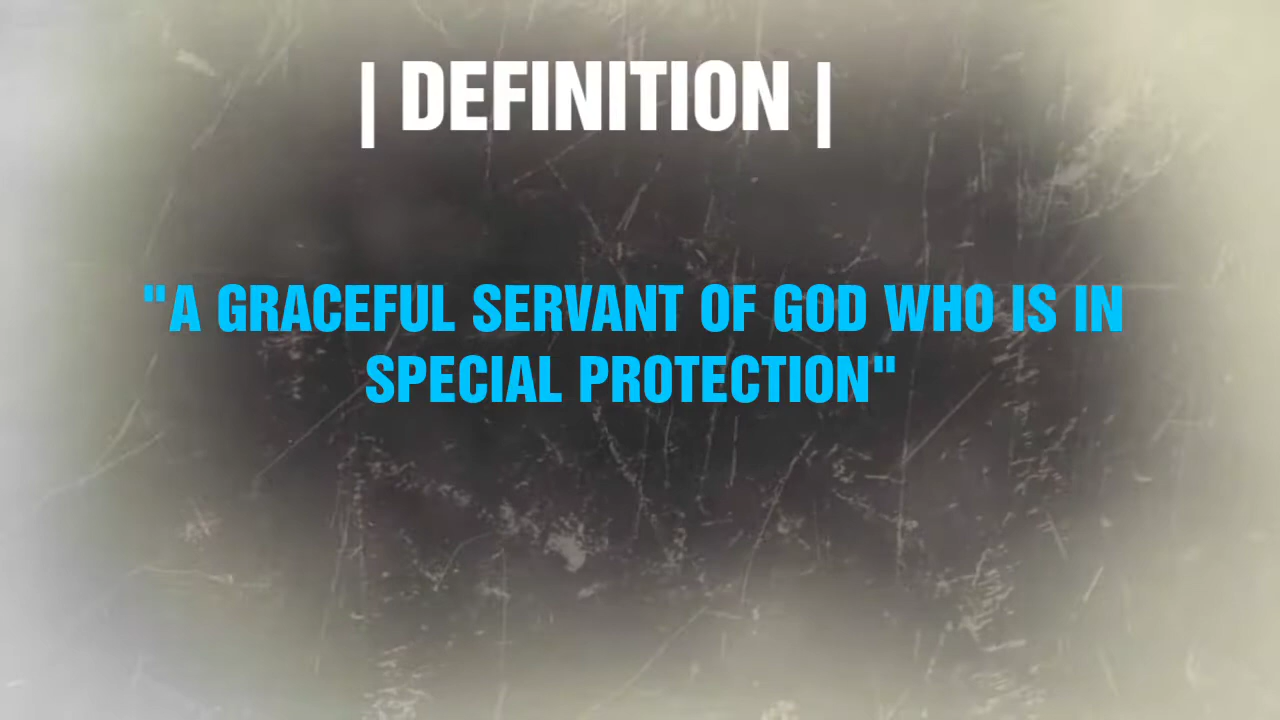 | DEFINITION |
"A GRACEFUL SERVANT OF GOD WHO IS IN
SPECIAL PROTECTION"